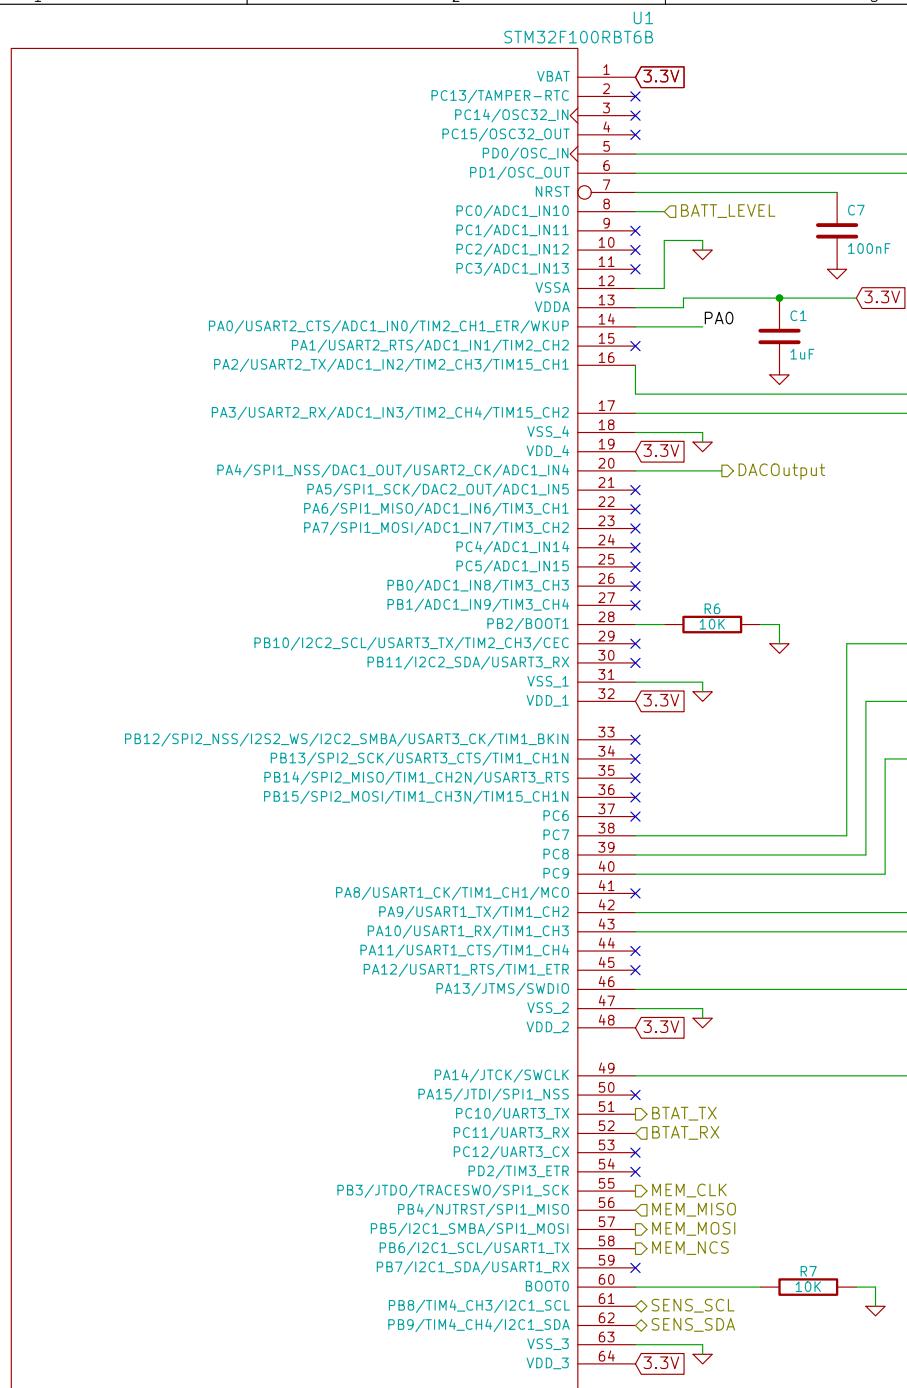 U1
STM32F100RBT6B
VBAT 1 3.3V
PC13/TAMPER-RTC 2
PC14/OSC32_IN 3
PC15/OSC32_OUT 4
PD0/OSC_IN 5
PD1/OSC_OUT 6
NRST 7
PC0/ADC1_IN10 8 BATT_LEVEL C7
PC1/ADC1_IN11 9
PC2/ADC1_IN12 10 100nF
PC3/ADC1_IN13 11
VSSA 12
VDDA 13 3.3V
PA0/USART2_CTS/ADC1_IN0/TIM2_CH1_ETR/WKUP 14 PA0 C1
PA1/USART2_RTS/ADC1_IN1/TIM2_CH2 15 1uF
PA2/USART2_TX/ADC1_IN2/TIM2_CH3/TIM15_CH1 16
PA3/USART2_RX/ADC1_IN3/TIM2_CH4/TIM15_CH2 17
VSS_4 18
VDD_4 19 3.3V
PA4/SPI1_NSS/DAC1_OUT/USART2_CK/ADC1_IN4 20 DACOutput
PA5/SPI1_SCK/DAC2_OUT/ADC1_IN5 21
PA6/SPI1_MISO/ADC1_IN6/TIM3_CH1 22
PA7/SPI1_MOSI/ADC1_IN7/TIM3_CH2 23
PC4/ADC1_IN14 24
PC5/ADC1_IN15 25
PB0/ADC1_IN8/TIM3_CH3 26
PB1/ADC1_IN9/TIM3_CH4 27 R6
PB2/BOOT1 28 10K
PB10/I2C2_SCL/USART3_TX/TIM2_CH3/CEC 29
PB11/I2C2_SDA/USART3_RX 30
VSS_1 31
VDD_1 32 3.3V
PB12/SPI2_NSS/I2S2_WS/I2C2_SMBA/USART3_CK/TIM1_BKIN 33
PB13/SPI2_SCK/USART3_CTS/TIM1_CH1N 34
PB14/SPI2_MISO/TIM1_CH2N/USART3_RTS 35
PB15/SPI2_MOSI/TIM1_CH3N/TIM15_CH1N 36
PC6 37
PC7 38
PC8 39
PC9 40
PA8/USART1_CK/TIM1_CH1/MCO 41
PA9/USART1_TX/TIM1_CH2 42
PA10/USART1_RX/TIM1_CH3 43
PA11/USART1_CTS/TIM1_CH4 44
PA12/USART1_RTS/TIM1_ETR 45
PA13/JTMS/SWDIO 46
VSS_2 47
VDD_2 48 3.3V
PA14/JTCK/SWCLK 49
PA15/JTDI/SPI1_NSS 50
PC10/UART3_TX 51 BTAT_TX
PC11/UART3_RX 52 BTAT_RX
PC12/UART3_CX 53
PD2/TIM3_ETR 54
PB3/JTDO/TRACESWO/SPI1_SCK 55 MEM_CLK
PB4/NJTRST/SPI1_MISO 56 MEM_MISO
PB5/I2C1_SMBA/SPI1_MOSI 57 MEM_MOSI
PB6/I2C1_SCL/USART1_TX 58 MEM_NCS
PB7/I2C1_SDA/USART1_RX 59 R7
BOOT0 60 10K
PB8/TIM4_CH3/I2C1_SCL 61 SENS_SCL
PB9/TIM4_CH4/I2C1_SDA 62 SENS_SDA
VSS_3 63
VDD_3 64 3.3V